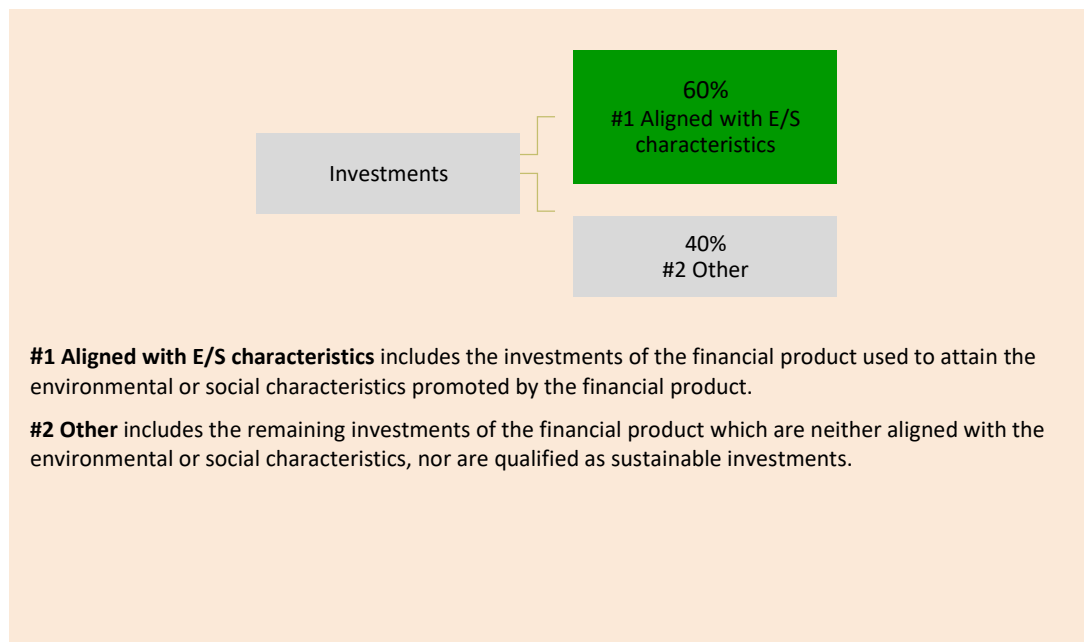 60%
#1 Aligned with E/S
characteristics
Investments
40%
#2 Other
#1 Aligned with E/S characteristics includes the investments of the financial product used to attain the
environmental or social characteristics promoted by the financial product.
#2 Other includes the remaining investments of the financial product which are neither aligned with the
environmental or social characteristics, nor are qualified as sustainable investments.